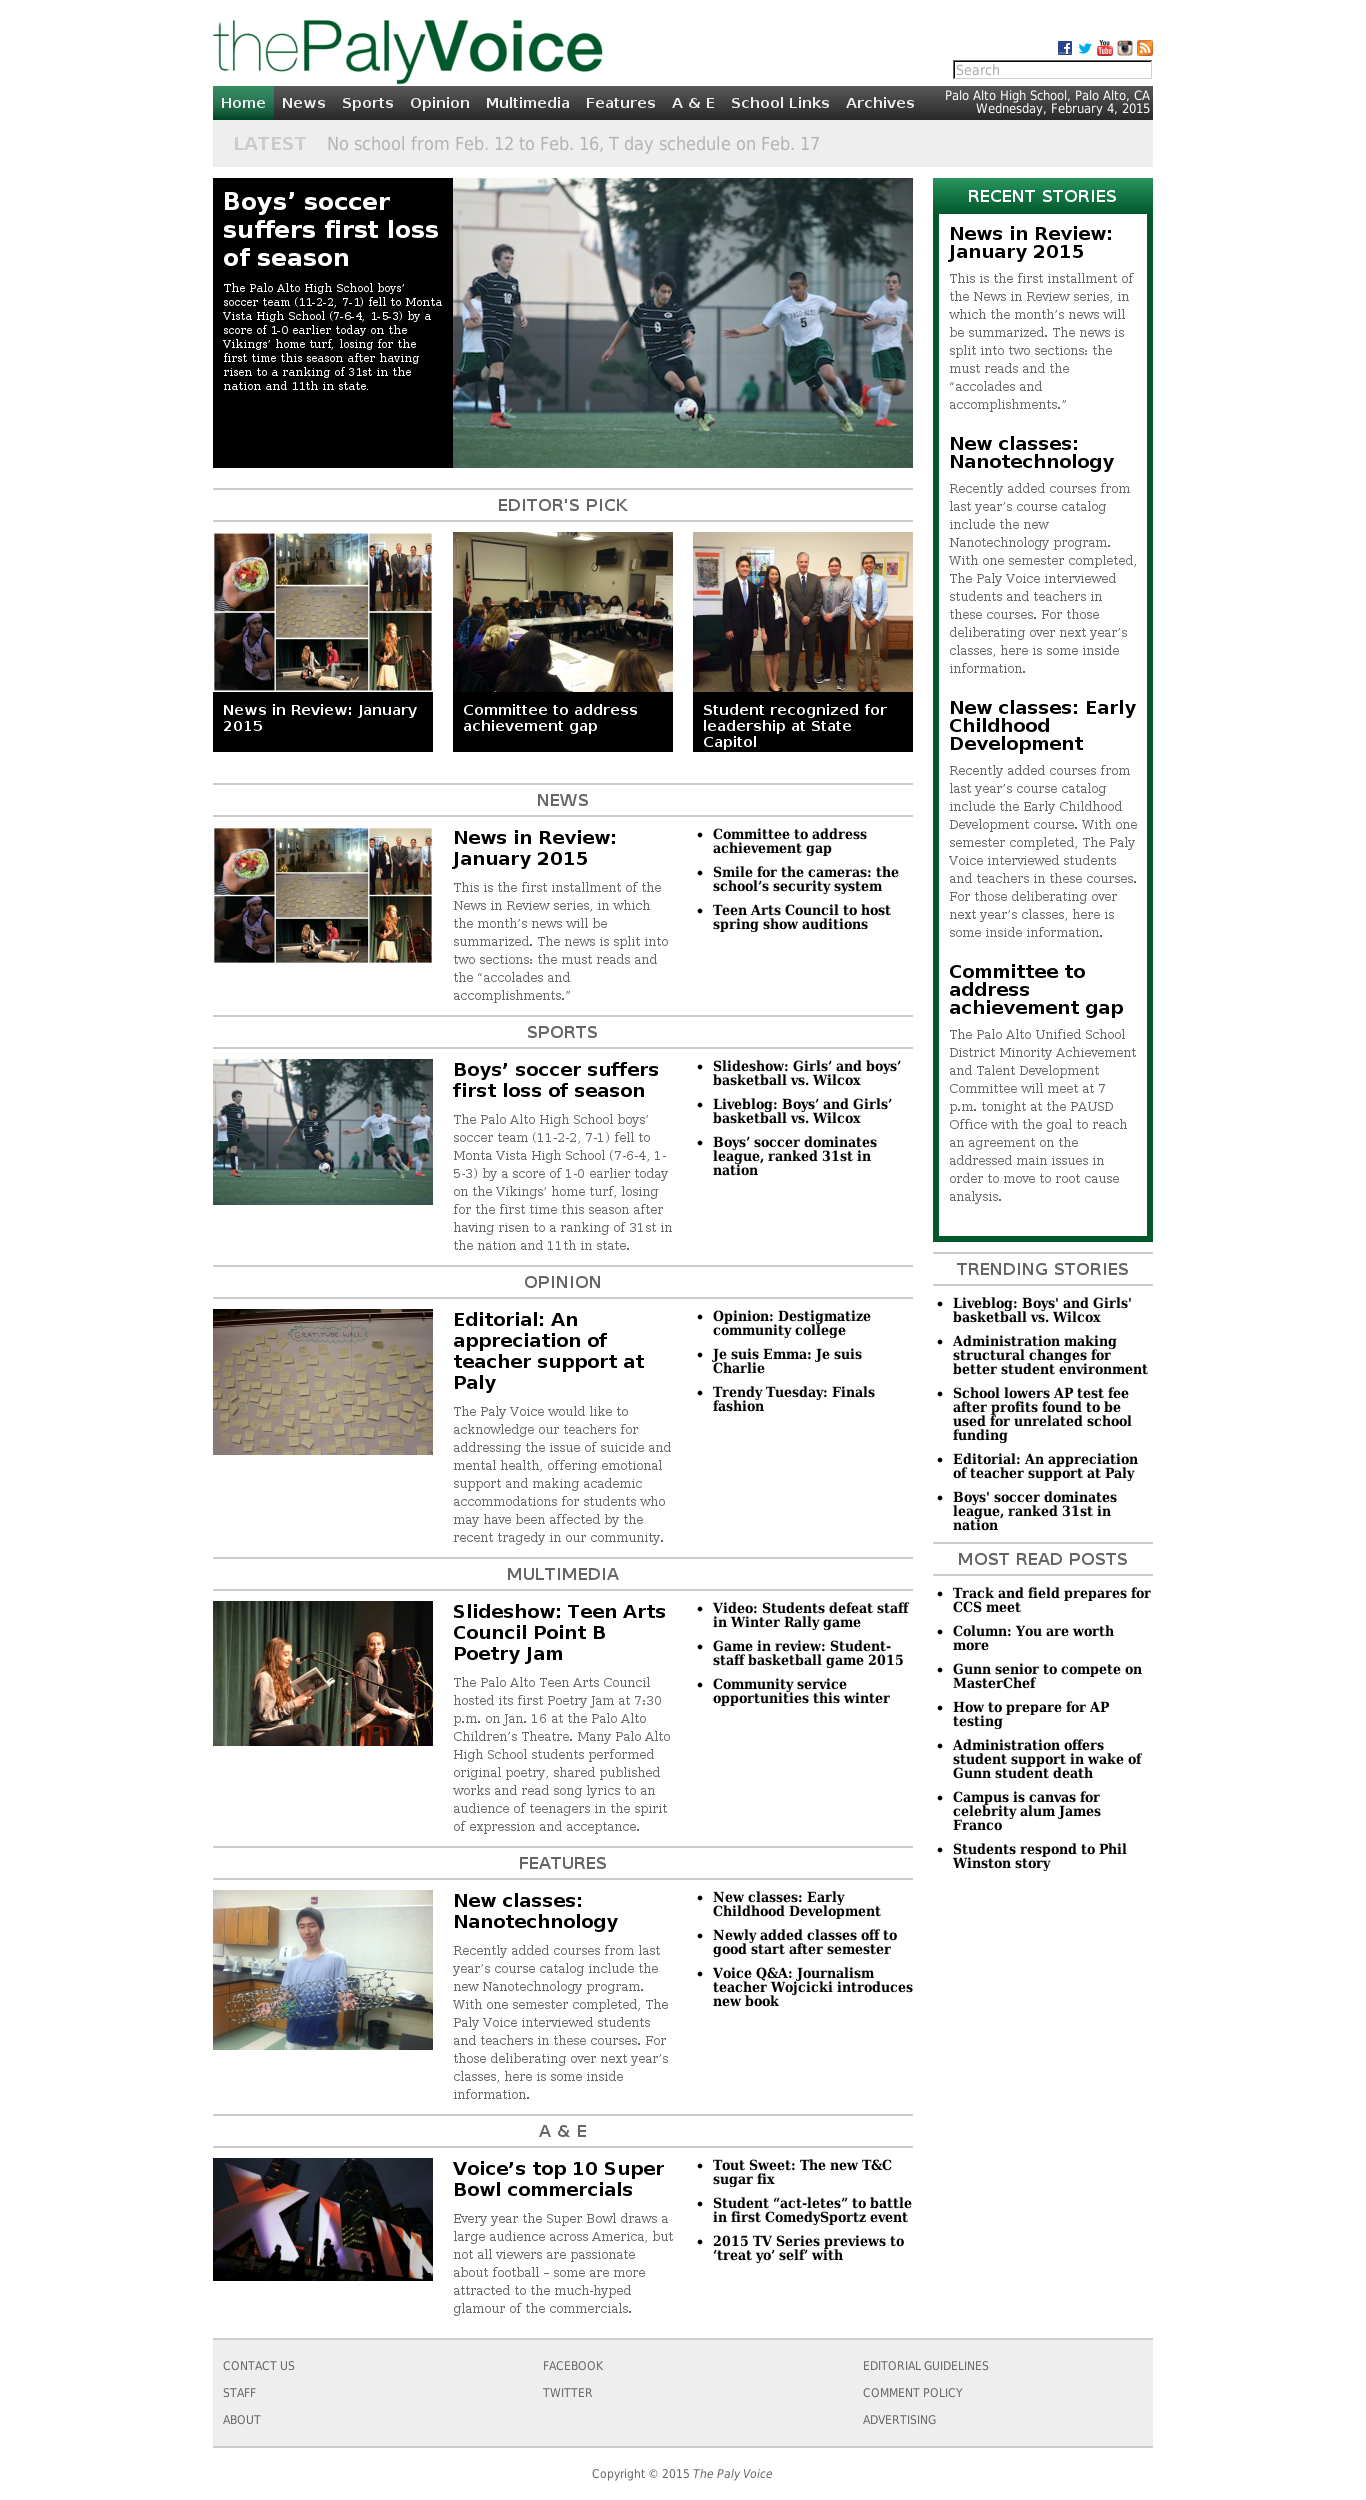 thePalyVoice
Search
Home News Sports Opinion Multimedia Features A & E School Links Archives
Palo Alto High School, Palo Alto, CA
Wednesday, February 4, 2015
LATEST No school from Feb. 12 to Feb. 16, T day schedule on Feb. 17
Boys’ soccer
suffers first loss
of season
The Palo Alto High School boys’
soccer team (11-2-2, 7-1) fell to Monta
Vista High School (7-6-4, 1-5-3) by a
score of 1-0 earlier today on the
Vikings’ home turf, losing for the
first time this season after having
risen to a ranking of 31st in the
nation and 11th in state.
EDITOR'S PICK
News in Review: January
2015
Committee to address
achievement gap
Student recognized for
leadership at State
Capitol
NEWS
News in Review:
January 2015
This is the first installment of the
News in Review series, in which
the month’s news will be
summarized. The news is split into
two sections: the must reads and
the “accolades and
accomplishments.”
Committee to address
achievement gap
Smile for the cameras: the
school’s security system
Teen Arts Council to host
spring show auditions
SPORTS
Boys’ soccer suffers
first loss of season
The Palo Alto High School boys’
soccer team (11-2-2, 7-1) fell to
Monta Vista High School (7-6-4, 1-
5-3) by a score of 1-0 earlier today
on the Vikings’ home turf, losing
for the first time this season after
having risen to a ranking of 31st in
the nation and 11th in state.
Slideshow: Girls’ and boys’
basketball vs. Wilcox
Liveblog: Boys’ and Girls’
basketball vs. Wilcox
Boys’ soccer dominates
league, ranked 31st in
nation
OPINION
GRATITUDE WALL
Editorial: An
appreciation of
teacher support at
Paly
The Paly Voice would like to
acknowledge our teachers for
addressing the issue of suicide and
mental health, offering emotional
support and making academic
accommodations for students who
may have been affected by the
recent tragedy in our community.
Opinion: Destigmatize
community college
Je suis Emma: Je suis
Charlie
Trendy Tuesday: Finals
fashion
MULTIMEDIA
Slideshow: Teen Arts
Council Point B
Poetry Jam
The Palo Alto Teen Arts Council
hosted its first Poetry Jam at 7:30
p.m. on Jan. 16 at the Palo Alto
Children’s Theatre. Many Palo Alto
High School students performed
original poetry, shared published
works and read song lyrics to an
audience of teenagers in the spirit
of expression and acceptance.
Video: Students defeat staff
in Winter Rally game
Game in review: Student-
staff basketball game 2015
Community service
opportunities this winter
FEATURES
New classes:
Nanotechnology
Recently added courses from last
year’s course catalog include the
new Nanotechnology program.
With one semester completed, The
Paly Voice interviewed students
and teachers in these courses. For
those deliberating over next year’s
classes, here is some inside
information.
New classes: Early
Childhood Development
Newly added classes off to
good start after semester
Voice Q&A: Journalism
teacher Wojcicki introduces
new book
A & E
Voice’s top 10 Super
Bowl commercials
Every year the Super Bowl draws a
large audience across America, but
not all viewers are passionate
about football – some are more
attracted to the much-hyped
glamour of the commercials.
Tout Sweet: The new T&C
sugar fix
Student “act-letes” to battle
in first ComedySportz event
2015 TV Series previews to
‘treat yo’ self’ with
RECENT STORIES
News in Review:
January 2015
This is the first installment of
the News in Review series, in
which the month’s news will
be summarized. The news is
split into two sections: the
must reads and the
“accolades and
accomplishments.”
New classes:
Nanotechnology
Recently added courses from
last year’s course catalog
include the new
Nanotechnology program.
With one semester completed,
The Paly Voice interviewed
students and teachers in
these courses. For those
deliberating over next year’s
classes, here is some inside
information.
New classes: Early
Childhood
Development
Recently added courses from
last year’s course catalog
include the Early Childhood
Development course. With one
semester completed, The Paly
Voice interviewed students
and teachers in these courses.
For those deliberating over
next year’s classes, here is
some inside information.
Committee to
address
achievement gap
The Palo Alto Unified School
District Minority Achievement
and Talent Development
Committee will meet at 7
p.m. tonight at the PAUSD
Office with the goal to reach
an agreement on the
addressed main issues in
order to move to root cause
analysis.
TRENDING STORIES
Liveblog: Boys' and Girls'
basketball vs. Wilcox
Administration making
structural changes for
better student environment
School lowers AP test fee
after profits found to be
used for unrelated school
funding
Editorial: An appreciation
of teacher support at Paly
Boys' soccer dominates
league, ranked 31st in
nation
MOST READ POSTS
Track and field prepares for
CCS meet
Column: You are worth
more
Gunn senior to compete on
MasterChef
How to prepare for AP
testing
Administration offers
student support in wake of
Gunn student death
Campus is canvas for
celebrity alum James
Franco
Students respond to Phil
Winston story
CONTACT US
STAFF
ABOUT
FACEBOOK
TWITTER
EDITORIAL GUIDELINES
COMMENT POLICY
ADVERTISING
Copyright © 2015 The Paly Voice